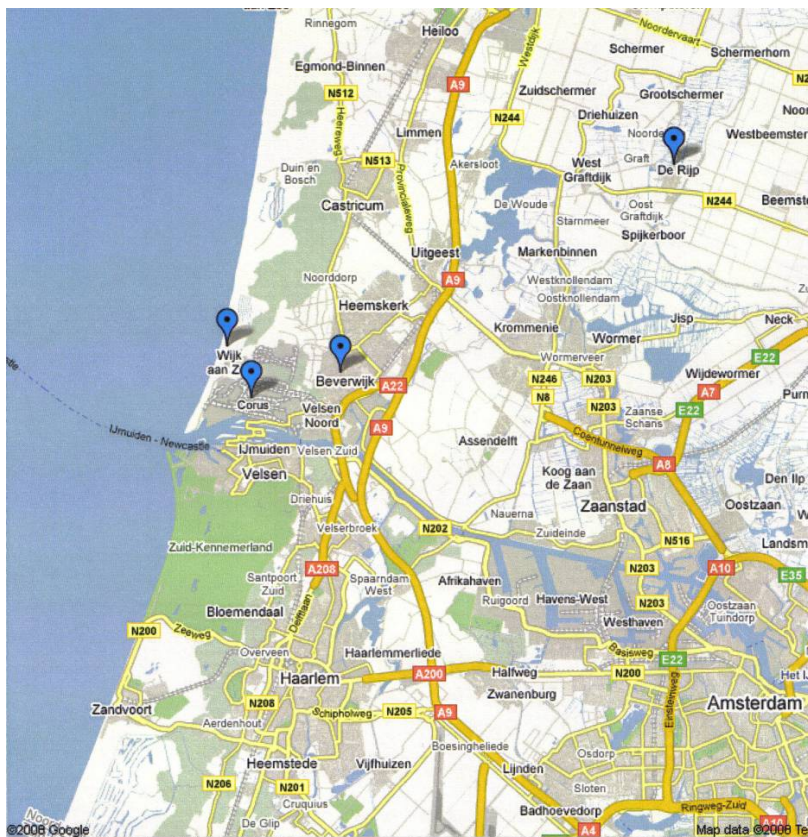 aan Zee
Rinnegom
Heiloo
Westdijk
Noordervaart
Schermer
Schermerhorn
Egmond-Binnen
A9
Zuidschermer
Grootschermer
N512
Heereweg
Driehuizen
N244
Limmen
Westbeemster
Akersloot
West
Graftdijk
Graft
De Rijp
Duin en
Bosch
N513
Provincialeweg
Castricum
De Woude
Oost
Graftdijk
N244
Starnmeer
Spijkerboor
Uitgeest
Markenbinnen
Noorddorp
A9
Westknollendam
Oostknollendam
Heemskerk
Krommenie
Jisp
Neck
Wormer
Wormerveer
E22
Wijk
aan Z
Beverwijk
A22
Wijdewormer
N246
N203
A7
Corus
N8
Velsen
Noord
N203
Zaanse
Schans
E22
A9
IJmuiden - Newcastle
IJmuiden
Velsen Zuid
Assendelft
Coentunnelweg
Velsen
Koog aan
de Zaan
A8
Den Ilp
Driehuis
Zaanstad
Oostzaan
Nauerna
Velserbroek
N202
Zuideinde
N516
Landsm
Zuid-Kennemerland
A208
N203
A10
E35
Santpoort
Zuid
Spaarndam
West
Afrikahaven
Ruigoord
Havens-West
N203
Oostzaan
Tuindorp
Bloemendaal
Delftlaan
Westhaven
N200
Zeeweg
Basisweg
Overveen
Haarlemmerliede
E22
Haarlem
A200
Halfweg
N200
Het IJ
Zwanenburg
Einsteinweg
Amsterdam
Zandvoort
N208
Schipholweg
N205
A9
Aerdenhout
Boesingheliede
Osdorp
Heemstede
Vijfhuizen
Lijnden
Sloten
N206
N201
Cruquius
De Glip
Badhoevedorp
Ringweg-Zuid
A4
A10
©2008 Google
Map data ©2008 Te